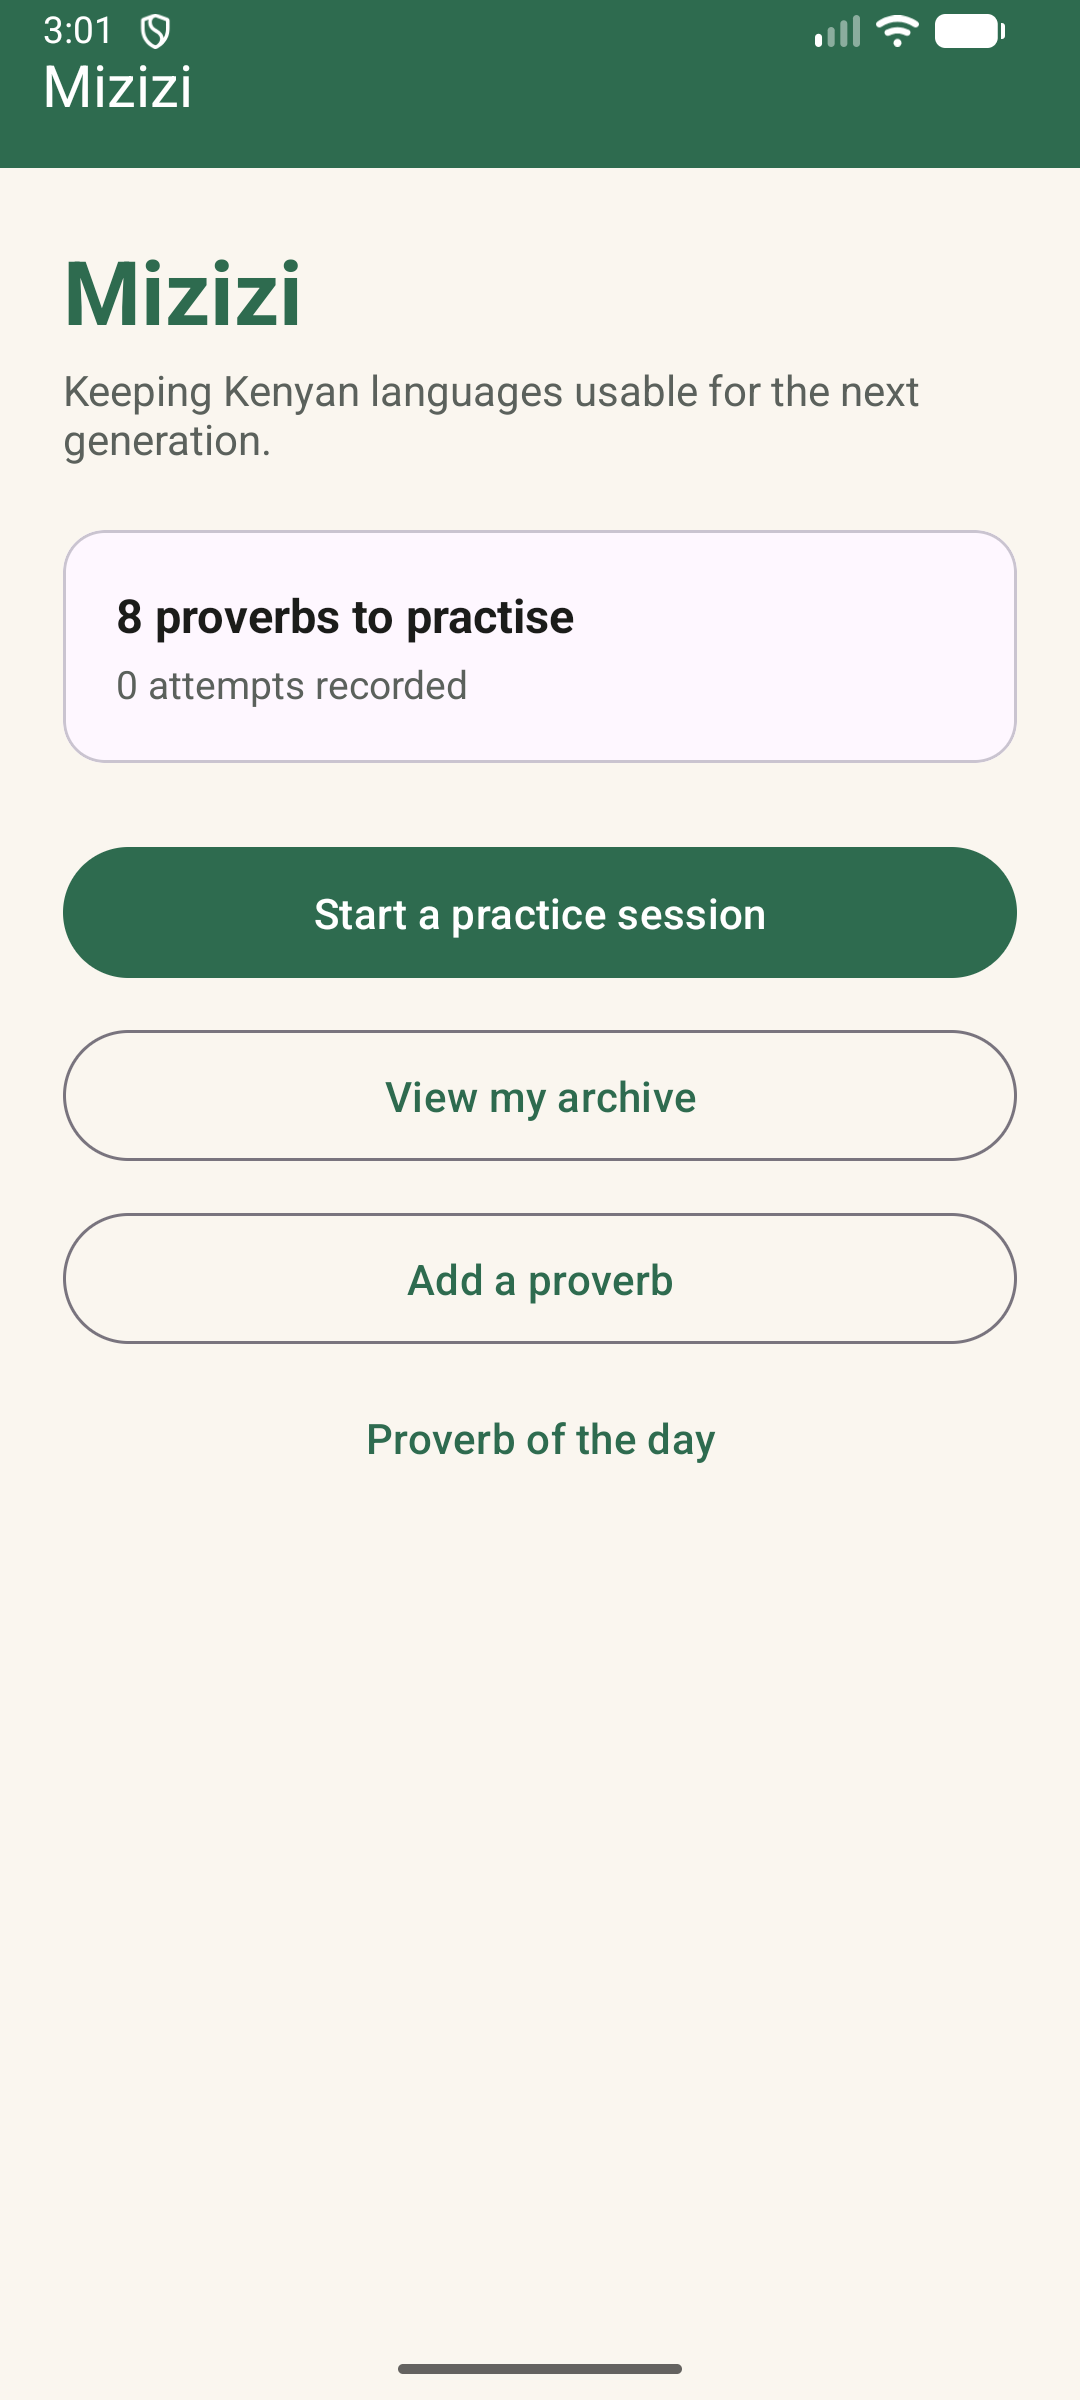 3:01
Mizizi
Mizizi
Keeping Kenyan languages usable for the next
generation.
8 proverbs to practise
0 attempts recorded
Start a practice session
View my archive
Add a proverb
Proverb of the day